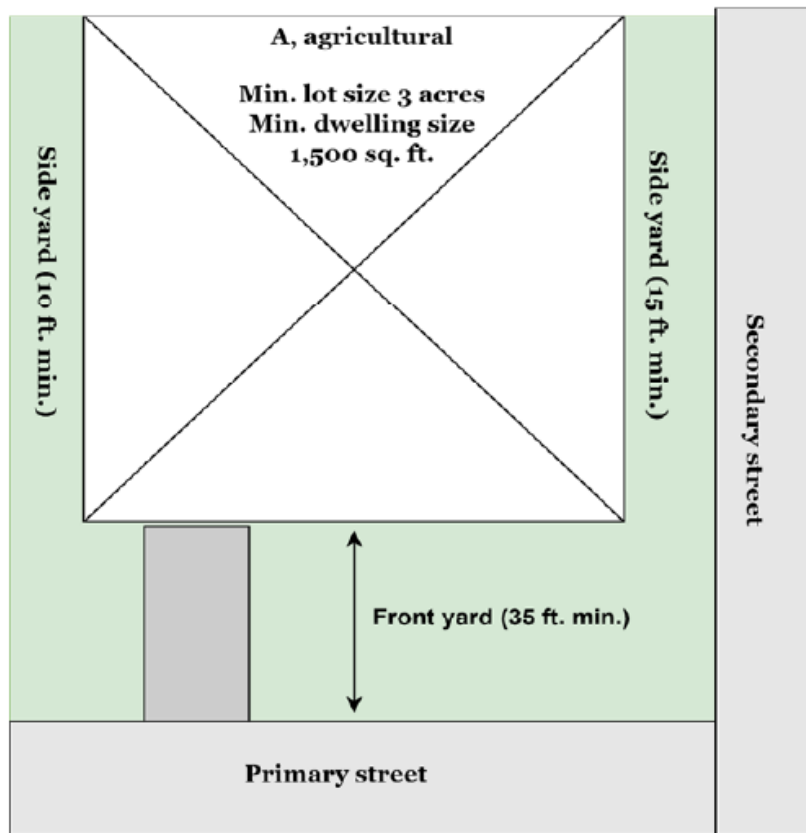 A, agricultural
Min. lot size 3 acres
Min. dwelling size
1,500 sq. ft.
Side yard (10 ft. min.)
Side yard (15 ft. min.)
Secondary street
Front yard (35 ft. min.)
Primary street